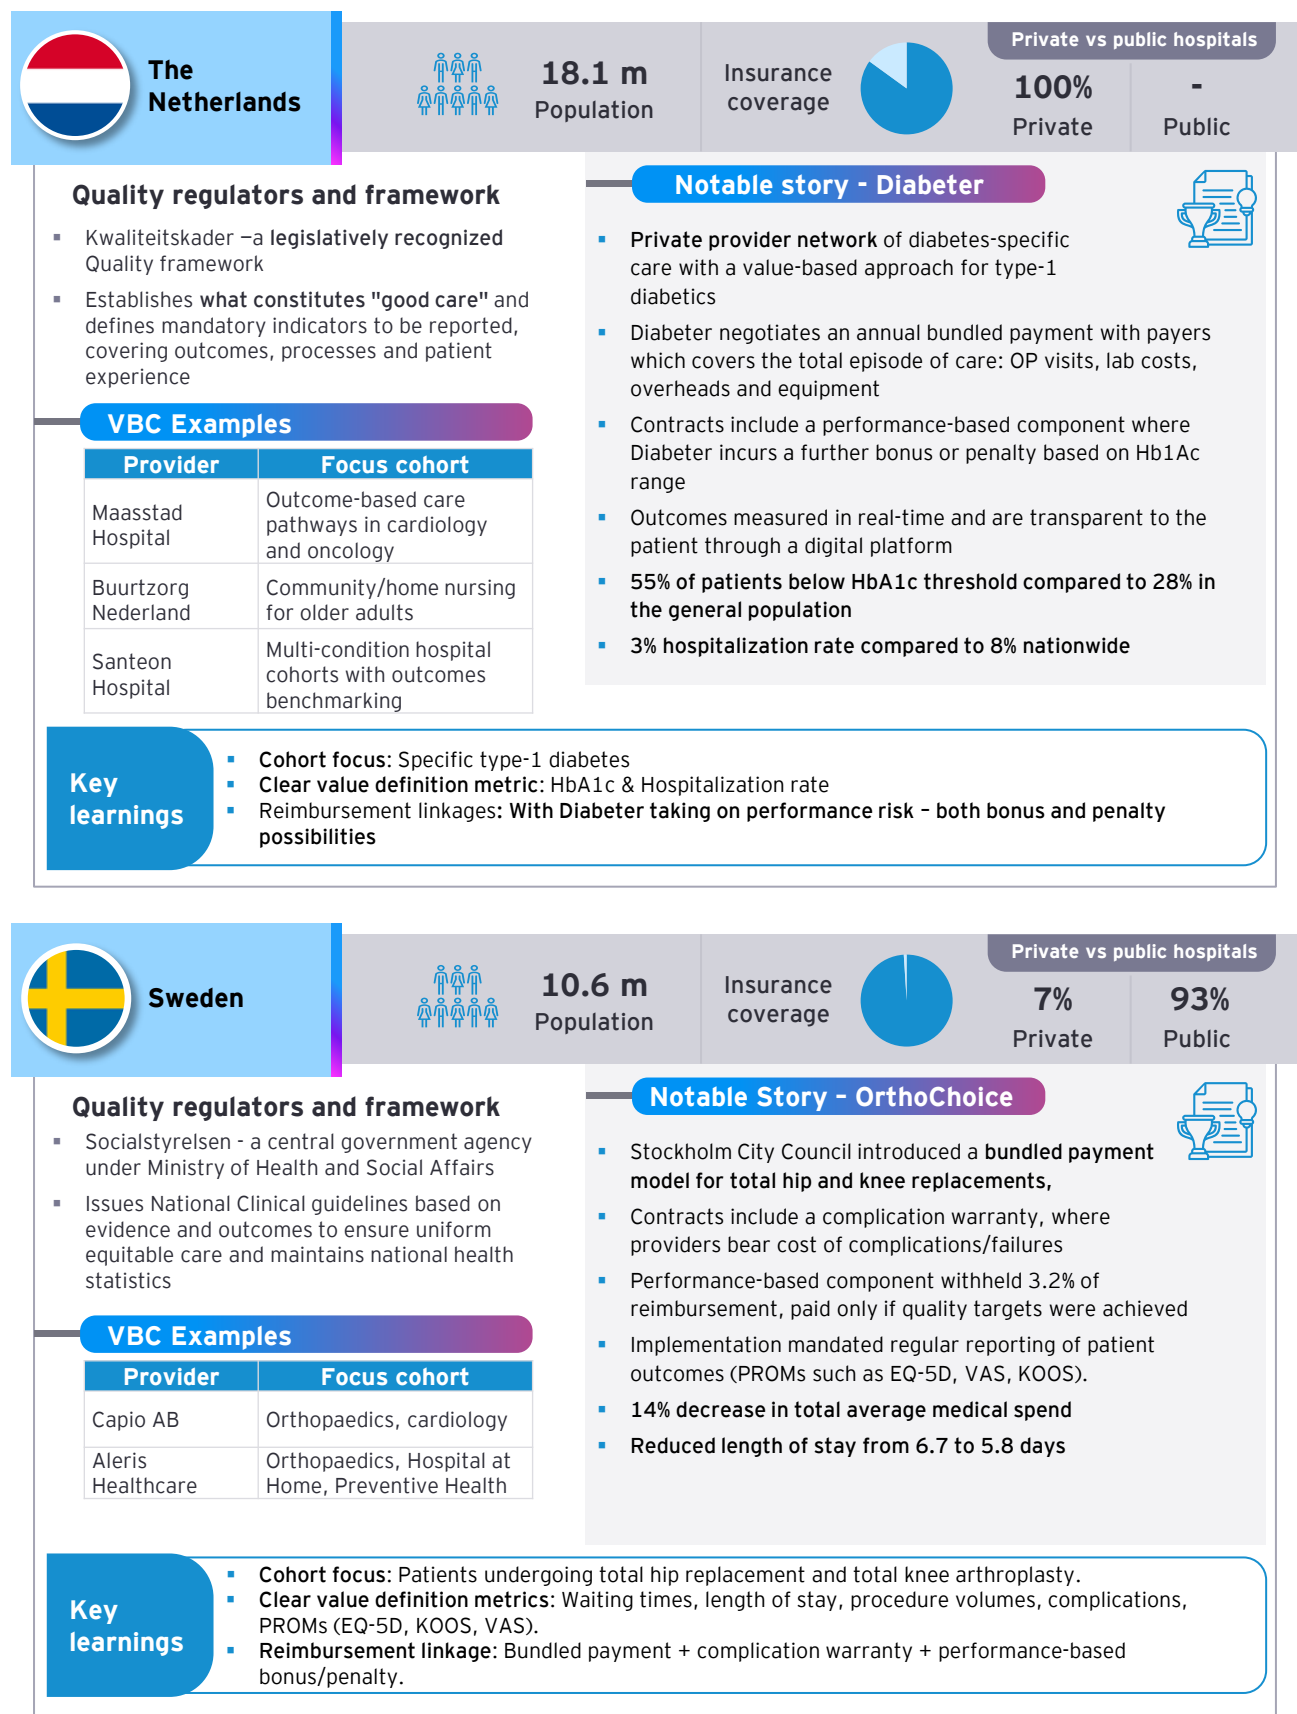 The
Netherlands
18.1 m
Population
Insurance
coverage
Private vs public hospitals
100%
Private
-
Public
Quality regulators and framework
▪ Kwaliteitskader –a legislatively recognized
Quality framework
▪ Establishes what constitutes "good care" and
defines mandatory indicators to be reported,
covering outcomes, processes and patient
experience
VBC Examples
Provider Focus cohort
Maasstad
Hospital
Outcome-based care
pathways in cardiology
and oncology
Buurtzorg
Nederland
Community/home nursing
for older adults
Santeon
Hospital
Multi-condition hospital
cohorts with outcomes
benchmarking
Notable story - Diabeter
▪ Private provider network of diabetes-specific
care with a value-based approach for type-1
diabetics
▪ Diabeter negotiates an annual bundled payment with payers
which covers the total episode of care: OP visits, lab costs,
overheads and equipment
▪ Contracts include a performance-based component where
Diabeter incurs a further bonus or penalty based on Hb1Ac
range
▪ Outcomes measured in real-time and are transparent to the
patient through a digital platform
▪ 55% of patients below HbA1c threshold compared to 28% in
the general population
▪ 3% hospitalization rate compared to 8% nationwide
Key
learnings
▪ Cohort focus: Specific type-1 diabetes
▪ Clear value definition metric: HbA1c & Hospitalization rate
▪ Reimbursement linkages: With Diabeter taking on performance risk – both bonus and penalty
possibilities
Sweden
10.6 m
Population
Insurance
coverage
Private vs public hospitals
7%
Private
93%
Public
Quality regulators and framework
▪ Socialstyrelsen - a central government agency
under Ministry of Health and Social Affairs
▪ Issues National Clinical guidelines based on
evidence and outcomes to ensure uniform
equitable care and maintains national health
statistics
VBC Examples
Provider Focus cohort
Capio AB Orthopaedics, cardiology
Aleris
Healthcare
Orthopaedics, Hospital at
Home, Preventive Health
Notable Story – OrthoChoice
▪ Stockholm City Council introduced a bundled payment
model for total hip and knee replacements,
▪ Contracts include a complication warranty, where
providers bear cost of complications/failures
▪ Performance-based component withheld 3.2% of
reimbursement, paid only if quality targets were achieved
▪ Implementation mandated regular reporting of patient
outcomes (PROMs such as EQ-5D, VAS, KOOS).
▪ 14% decrease in total average medical spend
▪ Reduced length of stay from 6.7 to 5.8 days
Key
learnings
▪ Cohort focus: Patients undergoing total hip replacement and total knee arthroplasty.
▪ Clear value definition metrics: Waiting times, length of stay, procedure volumes, complications,
PROMs (EQ-5D, KOOS, VAS).
▪ Reimbursement linkage: Bundled payment + complication warranty + performance-based
bonus/penalty.